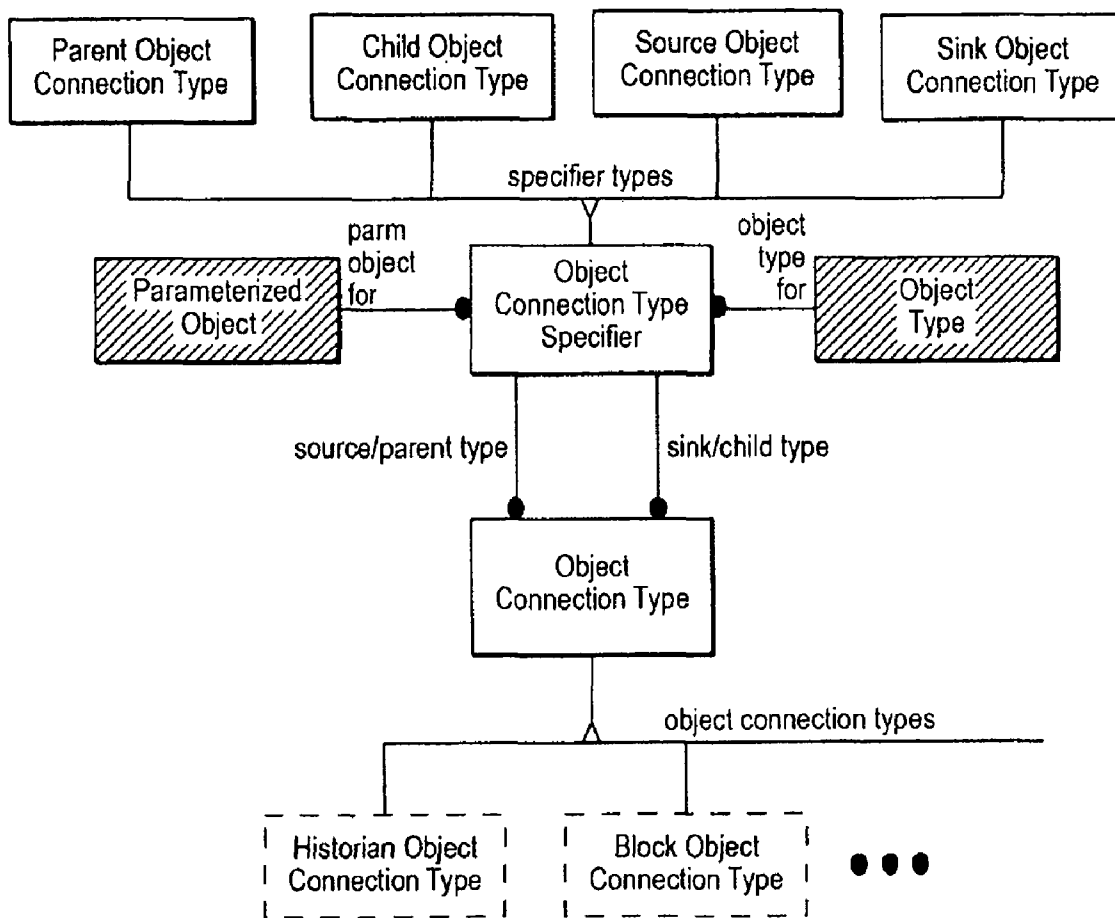 Parent Object
Connection Type
Child Object
Connection Type
Source Object
Connection Type
Sink Object
Connection Type
specifier types
parm
object
for
object
type
for
Parameterized
Object
Object
Connection Type
Specifier
Object
Type
source/parent type
sink/child type
Object
Connection Type
object connection types
Historian Object
Connection Type
Block Object
Connection Type